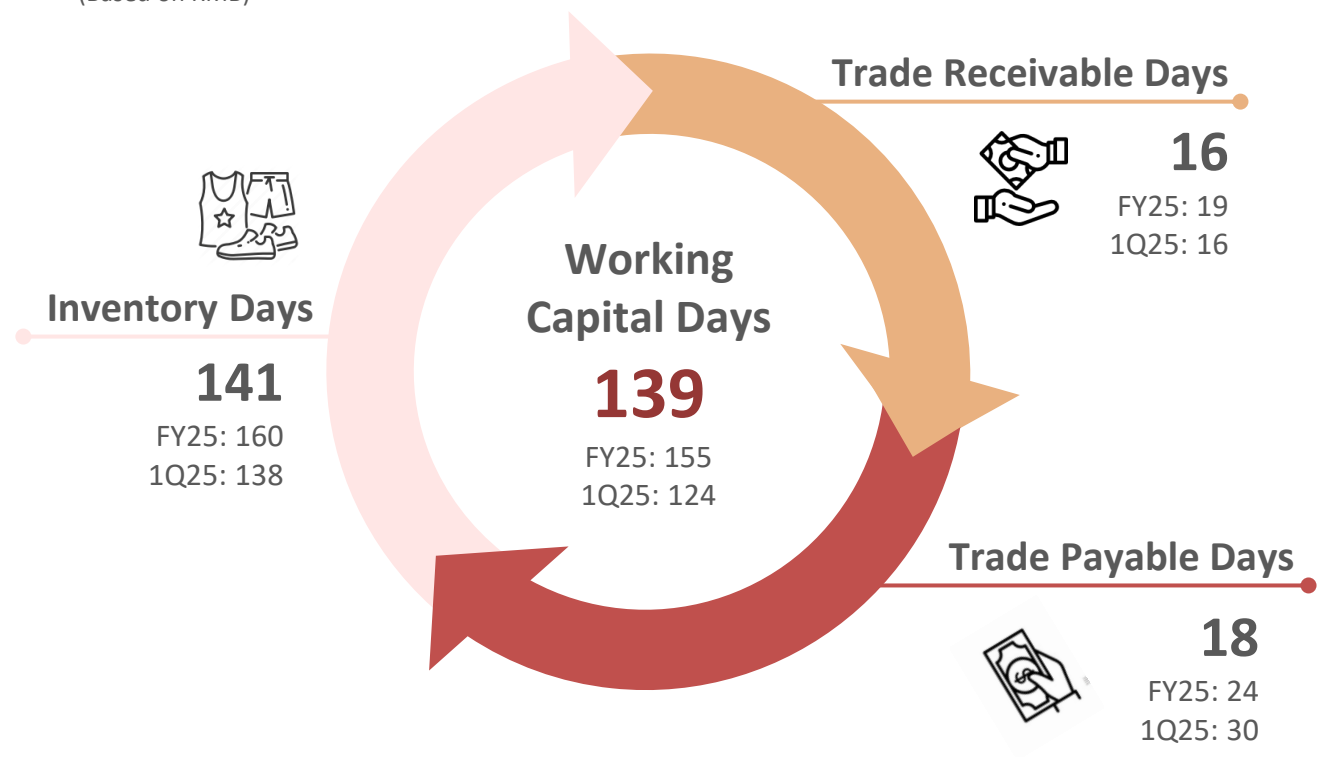 Trade Receivable Days
16
FY25: 19
1Q25: 16
Inventory Days
141
FY25: 160
1Q25: 138
Working
Capital Days
139
FY25: 155
1Q25: 124
Trade Payable Days
18
FY25: 24
1Q25: 30